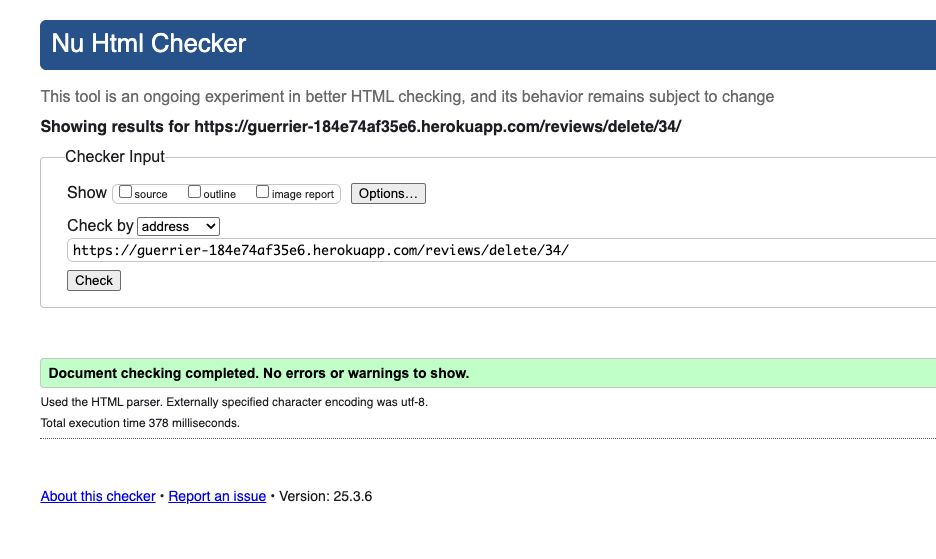 Nu Html Checker
This tool is an ongoing experiment in better HTML checking, and its behavior remains subject to change
Showing results for https://guerrier-184e74af35e6.herokuapp.com/reviews/delete/34/
Checker Input
Show source outline image report Options...
Check by address
https://guerrier-184e74af35e6.herokuapp.com/reviews/delete/34/
Check
Document checking completed. No errors or warnings to show.
Used the HTML parser. Externally specified character encoding was utf-8.
Total execution time 378 milliseconds.
About this checker • Report an issue • Version: 25.3.6